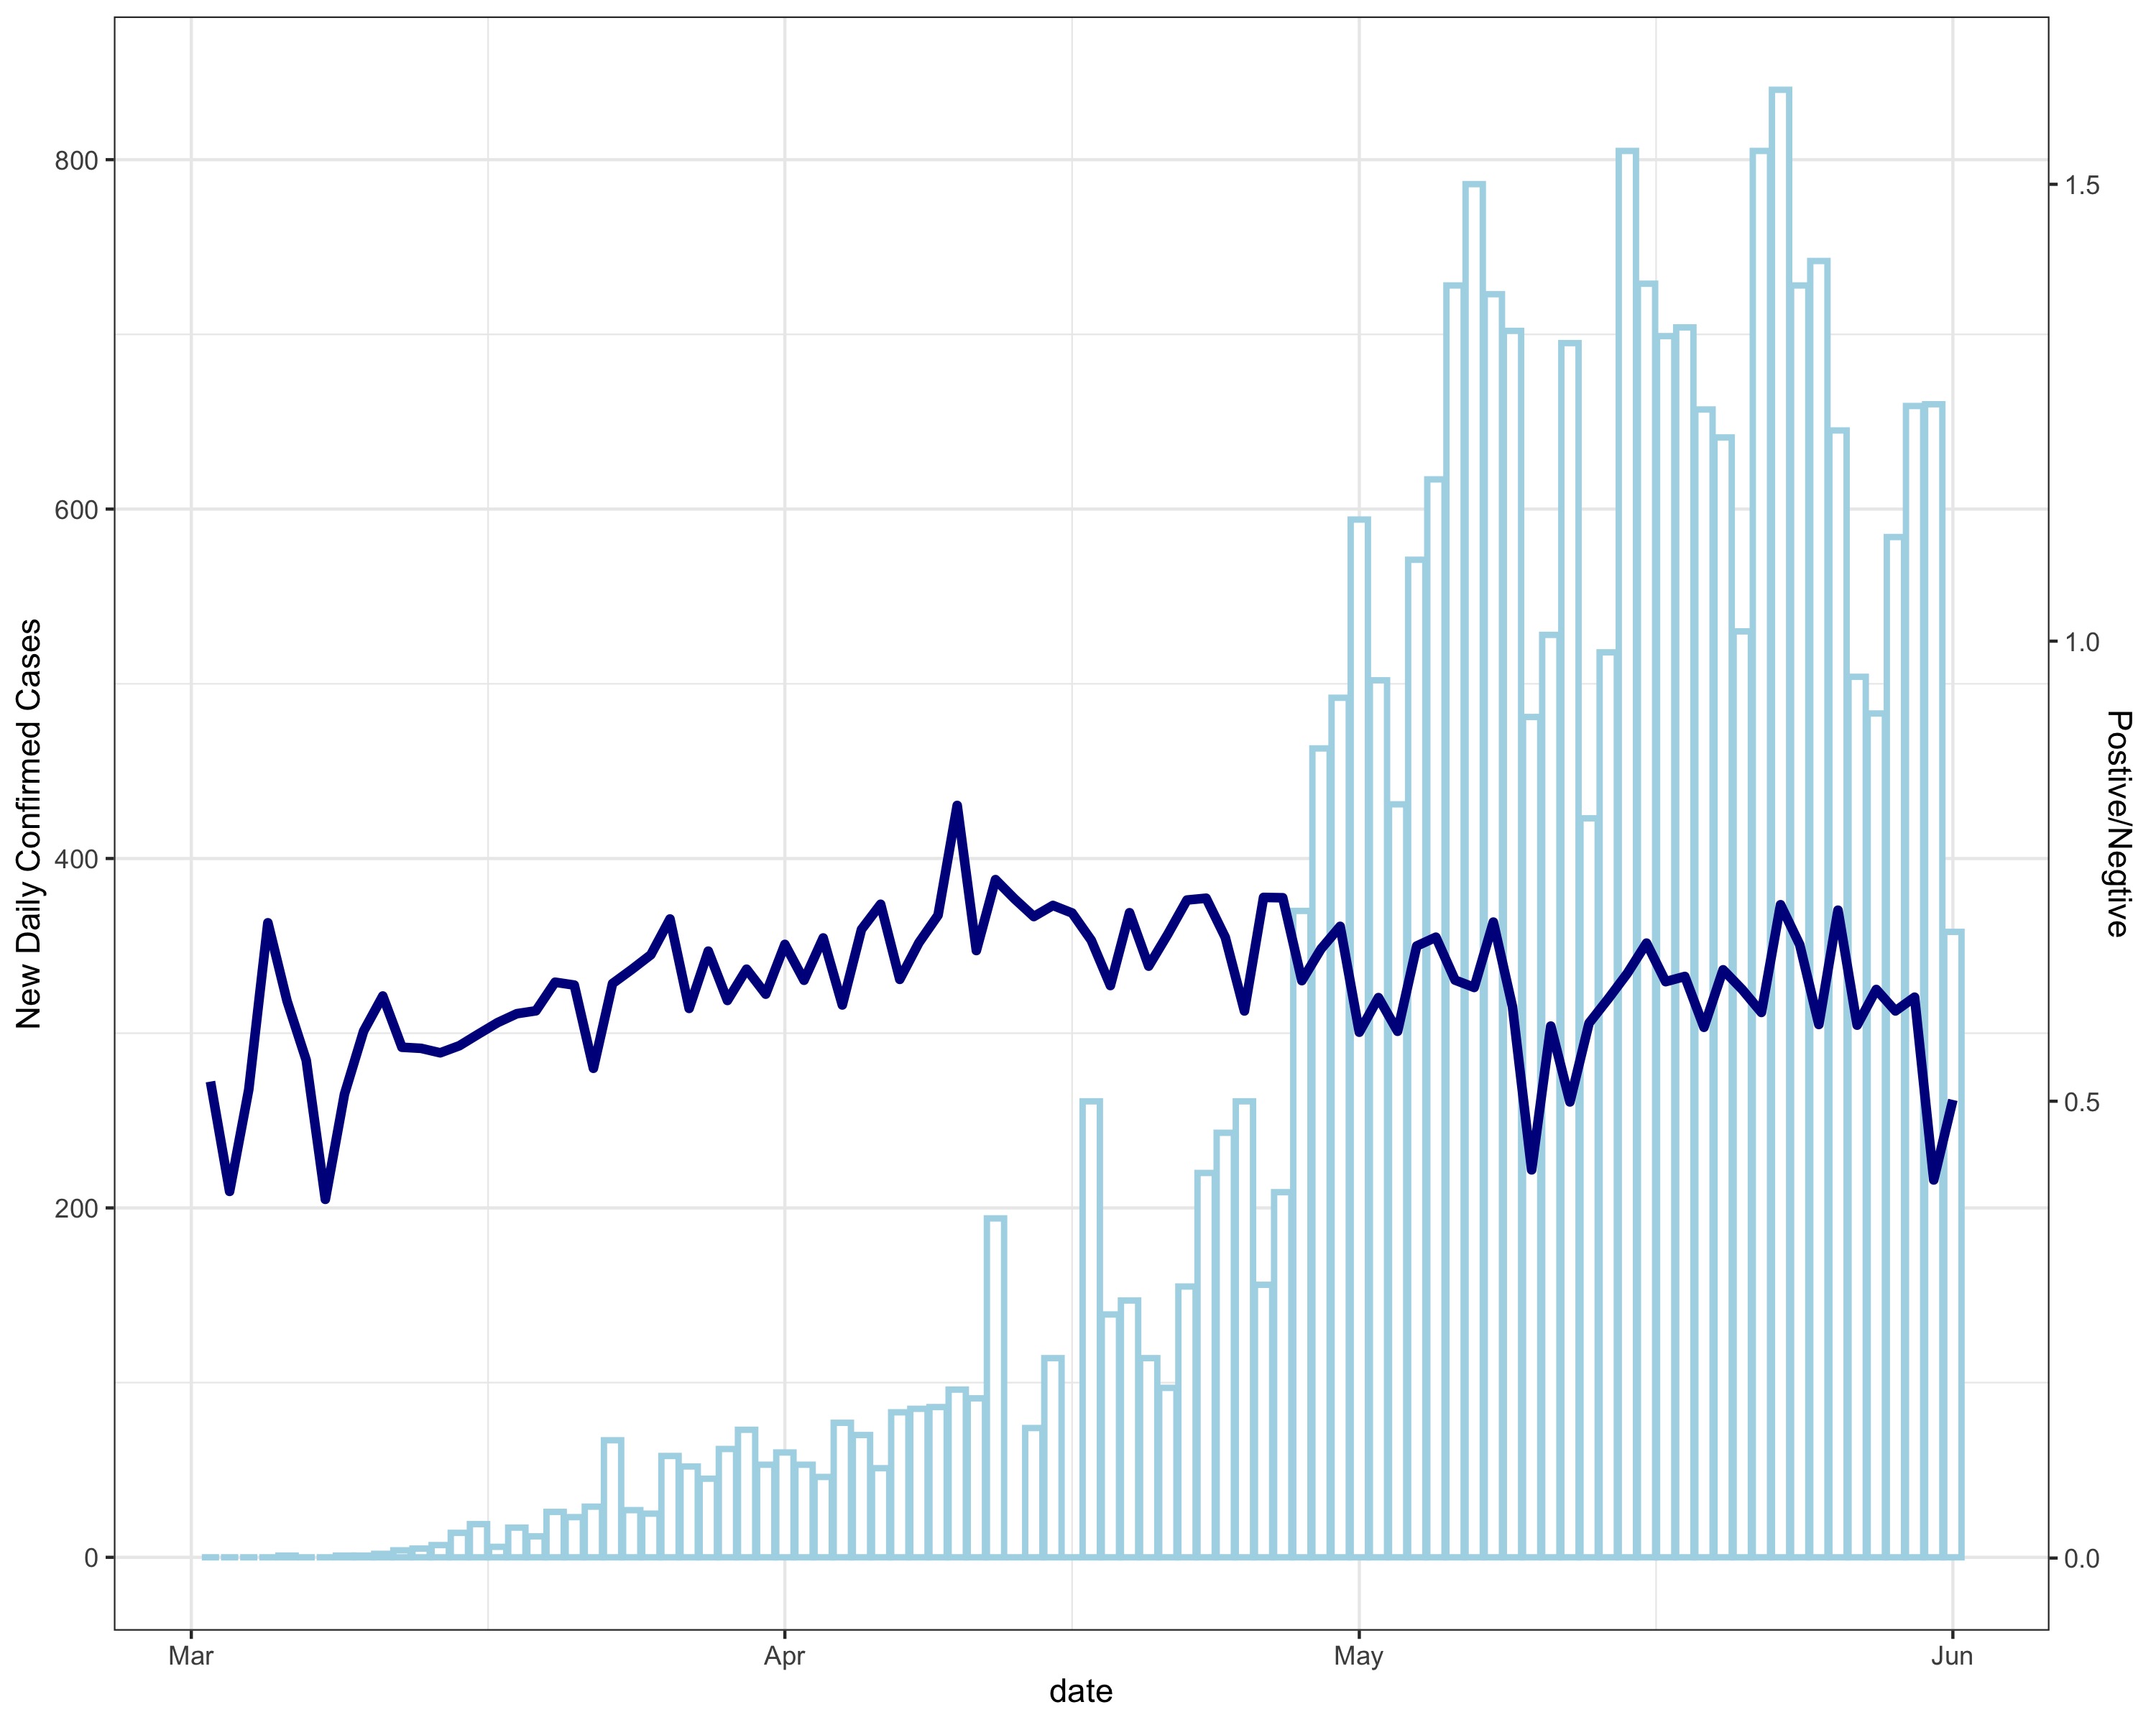 New Daily Confirmed Cases
800
600
400
200
0
1.5
1.0
0.5
0.0
Postive/Negtive
Mar
Apr
May
Jun
date